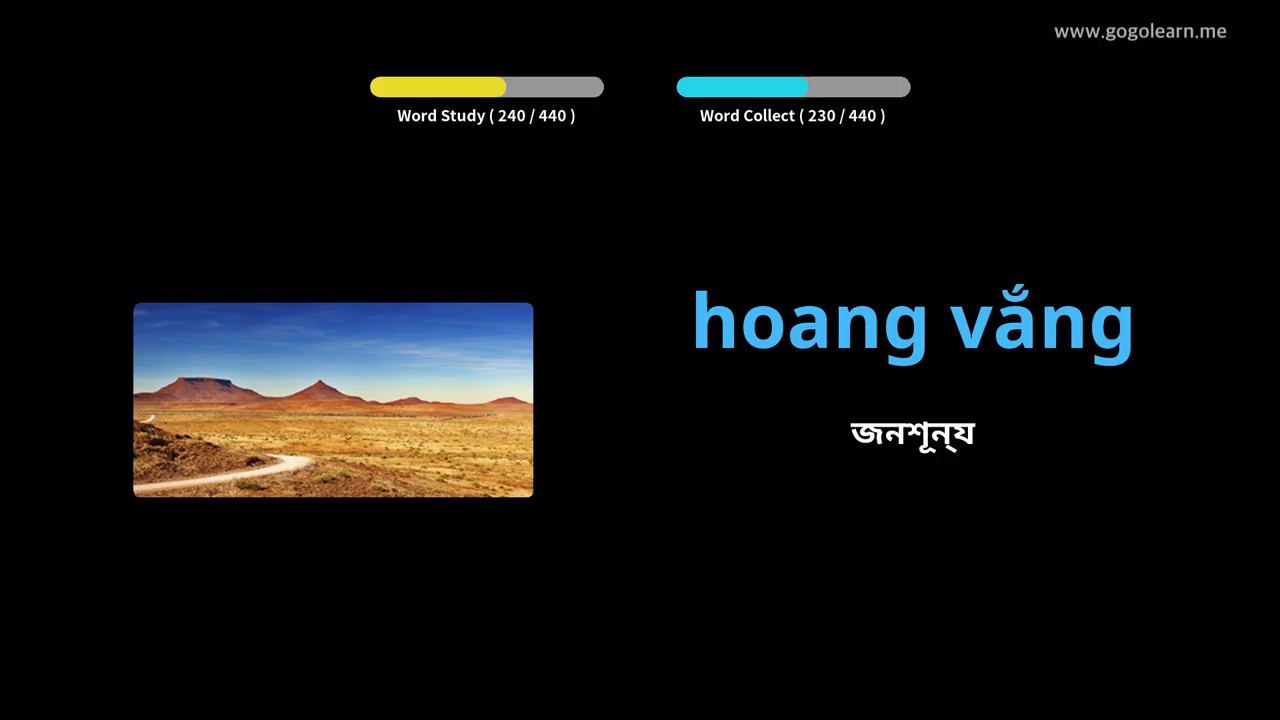 www.gogolearn.me
Word Study ( 240 / 440 )
Word Collect ( 230 / 440 )
hoang vắng
জনশূন্য